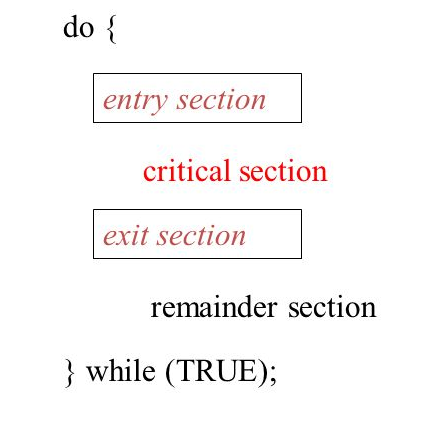 do {
entry section
critical section
exit section
remainder section
} while (TRUE);